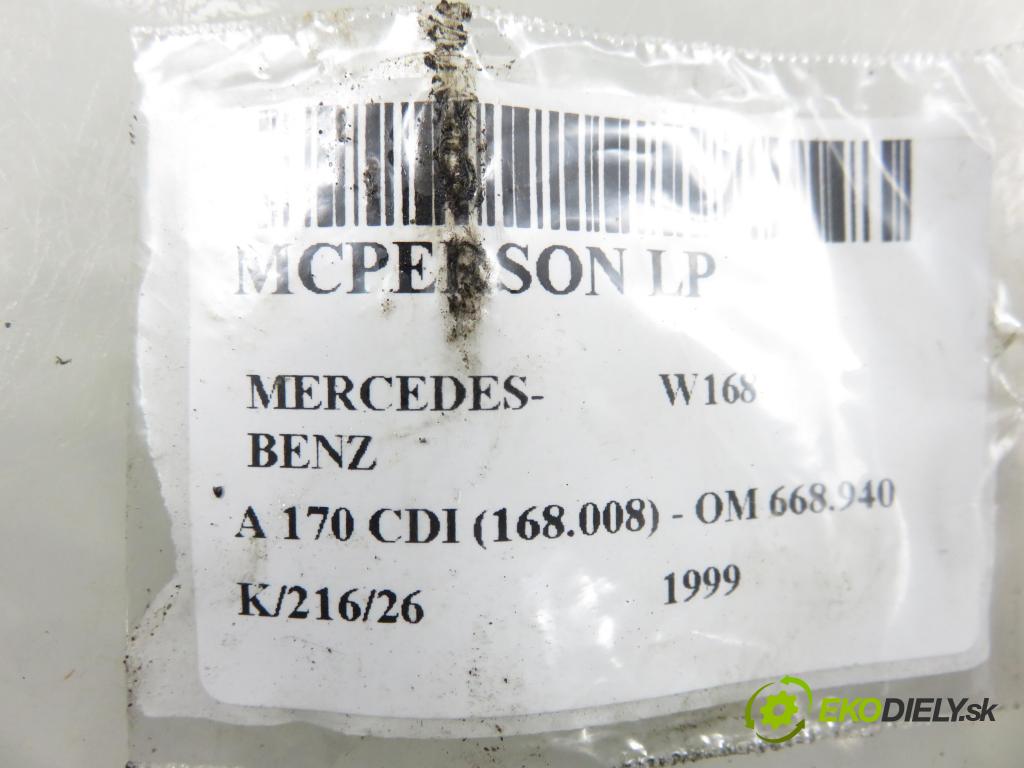 MCPERSON LP
MERCEDES- W168
BENZ
A 170 CDI (168.008) - OM 668.940
K/216/26 1999
EKODIELY.sk